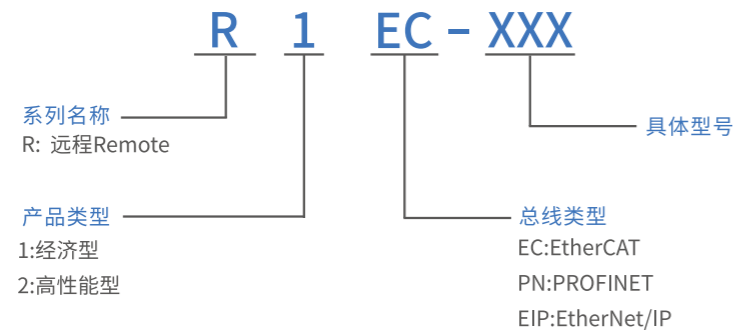 R 1 EC-XXX
系列名称
R: 远程Remote
具体型号
产品类型
1:经济型
2:高性能型
总线类型
EC:EtherCAT
PN:PROFINET
EIP:EtherNet/IP